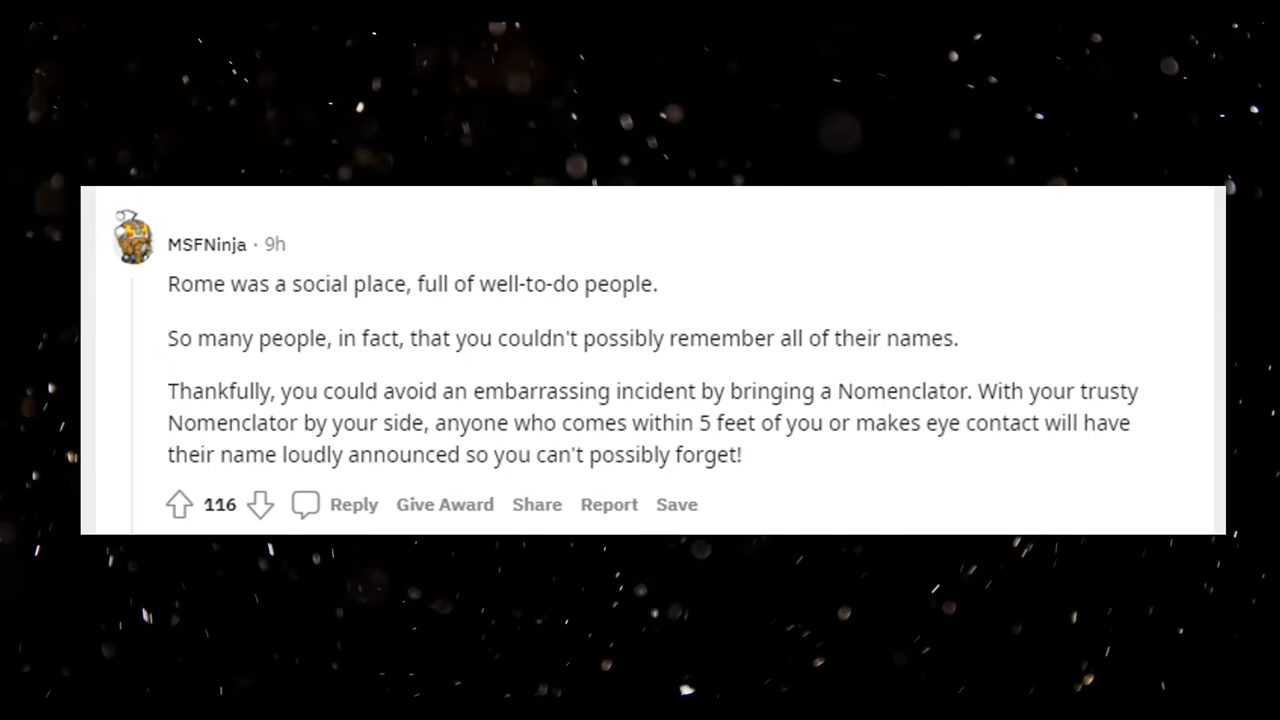 MSFNinja · 9h
Rome was a social place, full of well-to-do people.
So many people, in fact, that you couldn't possibly remember all of their names.
Thankfully, you could avoid an embarrassing incident by bringing a Nomenclator. With your trusty
Nomenclator by your side, anyone who comes within 5 feet of you or makes eye contact will have
their name loudly announced so you can't possibly forget!
116 Reply Give Award Share Report Save